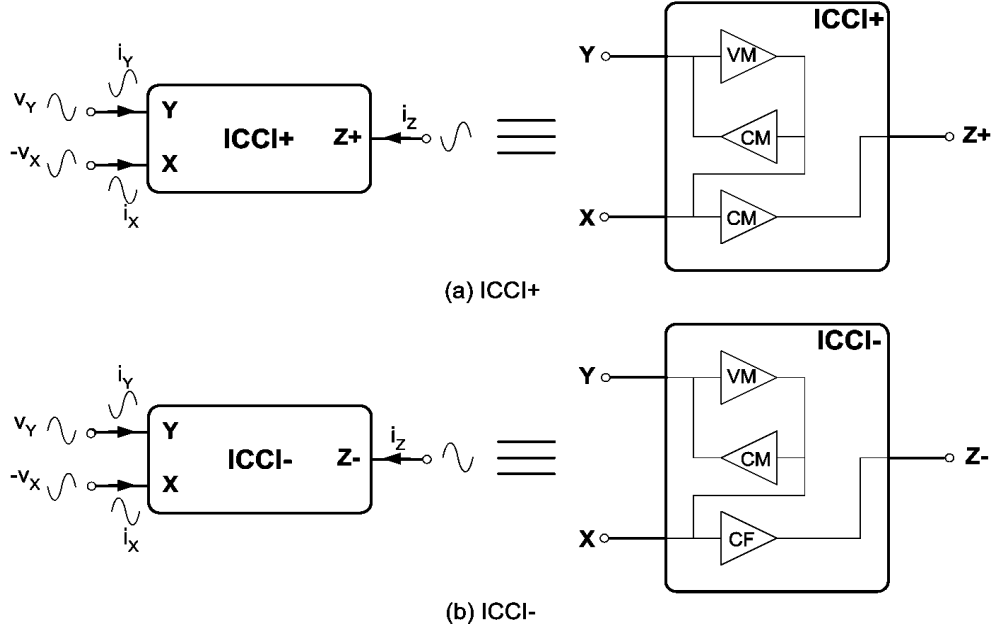 ICCI+
i_Y
Y
VM
v_Y
Y
ICCI+
Z+
i_Z
CM
Z+
-v_X
X
i_X
X
CM
(a) ICCI+
ICCI-
i_Y
Y
VM
v_Y
Y
ICCI-
Z-
i_Z
CM
Z-
-v_X
X
i_X
X
CF
(b) ICCI-